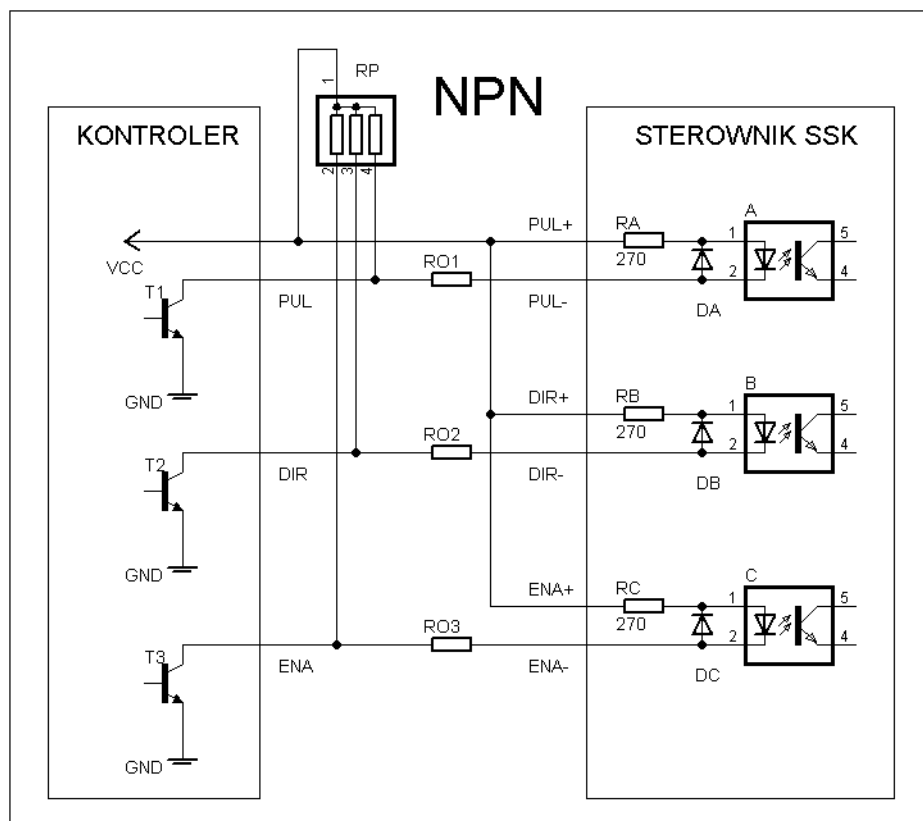 NPN
RP
1
2
3
4
KONTROLER
STEROWNIK SSK
VCC
PUL+
RA
270
A
1
2
5
4
DA
T1
PUL
RO1
PUL-
GND
DIR+
RB
270
B
1
2
5
4
DB
T2
DIR
RO2
DIR-
GND
ENA+
RC
270
C
1
2
5
4
DC
T3
ENA
RO3
ENA-
GND